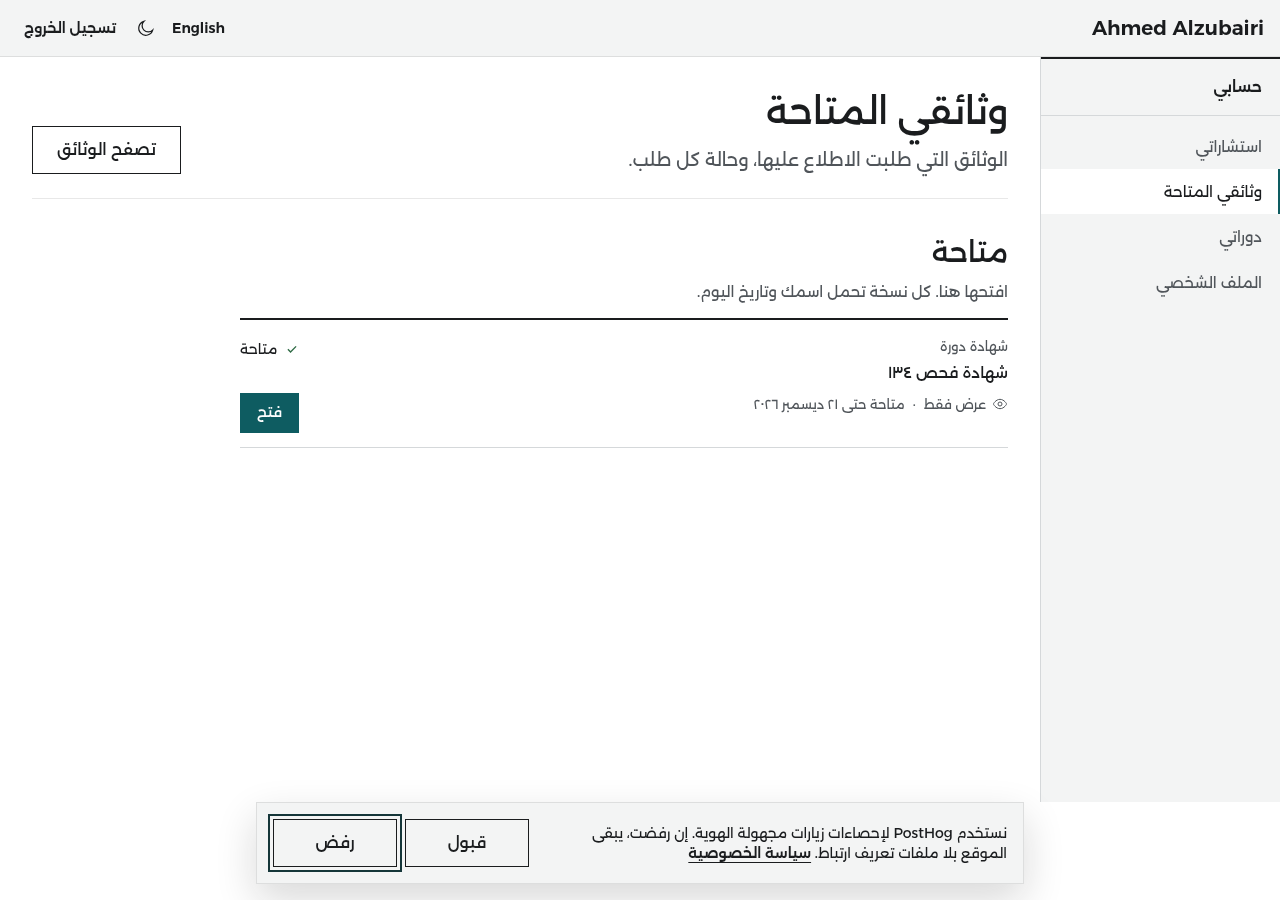 Ahmed Alzubairi
English
تسجيل الخروج
حسابي
استشاراتي
وثائقي المتاحة
دوراتي
الملف الشخصي
وثائقي المتاحة
الوثائق التي طلبت الاطلاع عليها، وحالة كل طلب.
تصفح الوثائق
متاحة
افتحها هنا. كل نسخة تحمل اسمك وتاريخ اليوم.
شهادة دورة
متاحة
شهادة فحص ١٣٤
عرض فقط · متاحة حتى ٢١ ديسمبر ٢٠٢٦
فتح
نستخدم PostHog لإحصاءات زيارات مجهولة الهوية. إن رفضت، يبقى
الموقع بلا ملفات تعريف ارتباط. سياسة الخصوصية
قبول
رفض